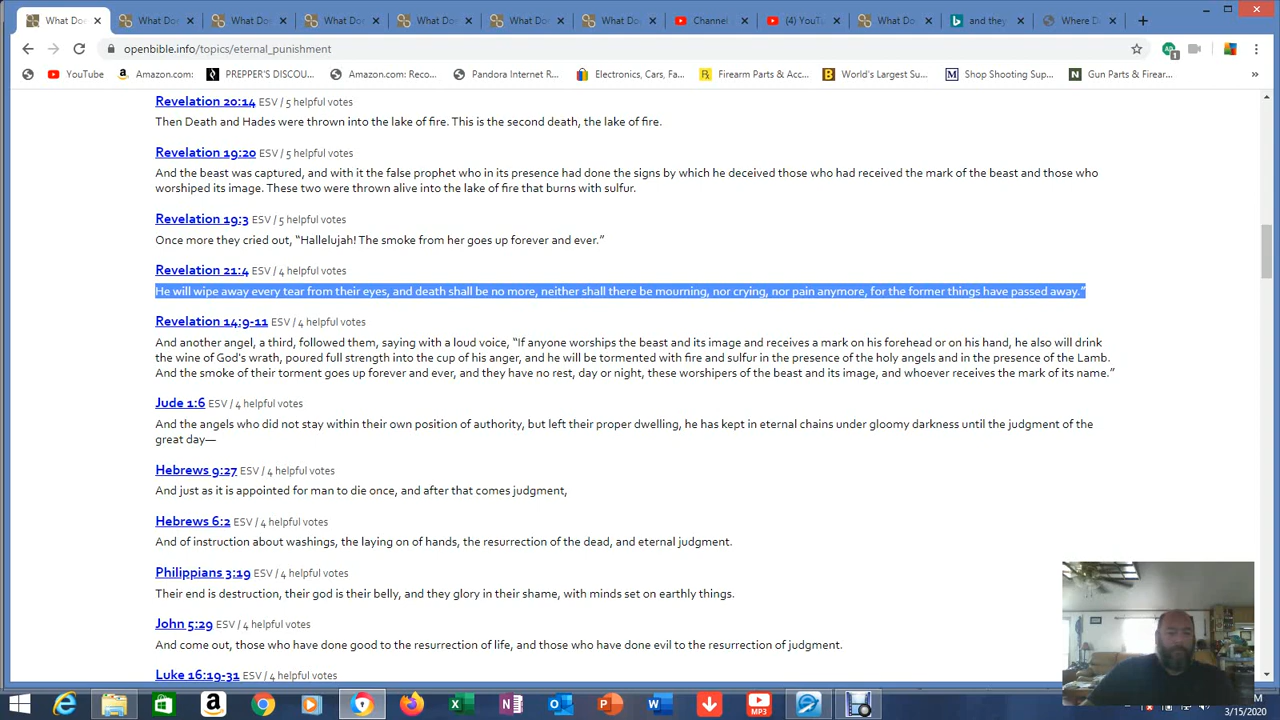 What Do
What Do
What Do
What Do
What Do
What Do
What Do
Channel
(4) YouTu
What Do
and they
Where D
openbible.info/topics/eternal_punishment
YouTube
Amazon.com:
PREPPER'S DISCOU...
Amazon.com: Reco...
Pandora Internet R...
Electronics, Cars, Fa...
Firearm Parts & Acc...
World's Largest Su...
Shop Shooting Sup...
Gun Parts & Firear...
Revelation 20:14 ESV / 5 helpful votes
Then Death and Hades were thrown into the lake of fire. This is the second death, the lake of fire.
Revelation 19:20 ESV / 5 helpful votes
And the beast was captured, and with it the false prophet who in its presence had done the signs by which he deceived those who had received the mark of the beast and those who
worshiped its image. These two were thrown alive into the lake of fire that burns with sulfur.
Revelation 19:3 ESV / 5 helpful votes
Once more they cried out, “Hallelujah! The smoke from her goes up forever and ever.”
Revelation 21:4 ESV / 4 helpful votes
He will wipe away every tear from their eyes, and death shall be no more, neither shall there be mourning, nor crying, nor pain anymore, for the former things have passed away.”
Revelation 14:9-11 ESV / 4 helpful votes
And another angel, a third, followed them, saying with a loud voice, “If anyone worships the beast and its image and receives a mark on his forehead or on his hand, he also will drink
the wine of God's wrath, poured full strength into the cup of his anger, and he will be tormented with fire and sulfur in the presence of the holy angels and in the presence of the Lamb.
And the smoke of their torment goes up forever and ever, and they have no rest, day or night, these worshipers of the beast and its image, and whoever receives the mark of its name.”
Jude 1:6 ESV / 4 helpful votes
And the angels who did not stay within their own position of authority, but left their proper dwelling, he has kept in eternal chains under gloomy darkness until the judgment of the
great day—
Hebrews 9:27 ESV / 4 helpful votes
And just as it is appointed for man to die once, and after that comes judgment,
Hebrews 6:2 ESV / 4 helpful votes
And of instruction about washings, the laying on of hands, the resurrection of the dead, and eternal judgment.
Philippians 3:19 ESV / 4 helpful votes
Their end is destruction, their god is their belly, and they glory in their shame, with minds set on earthly things.
John 5:29 ESV / 4 helpful votes
And come out, those who have done good to the resurrection of life, and those who have done evil to the resurrection of judgment.
Luke 16:19-31 ESV / 4 helpful votes
MP3
M
3/15/2020